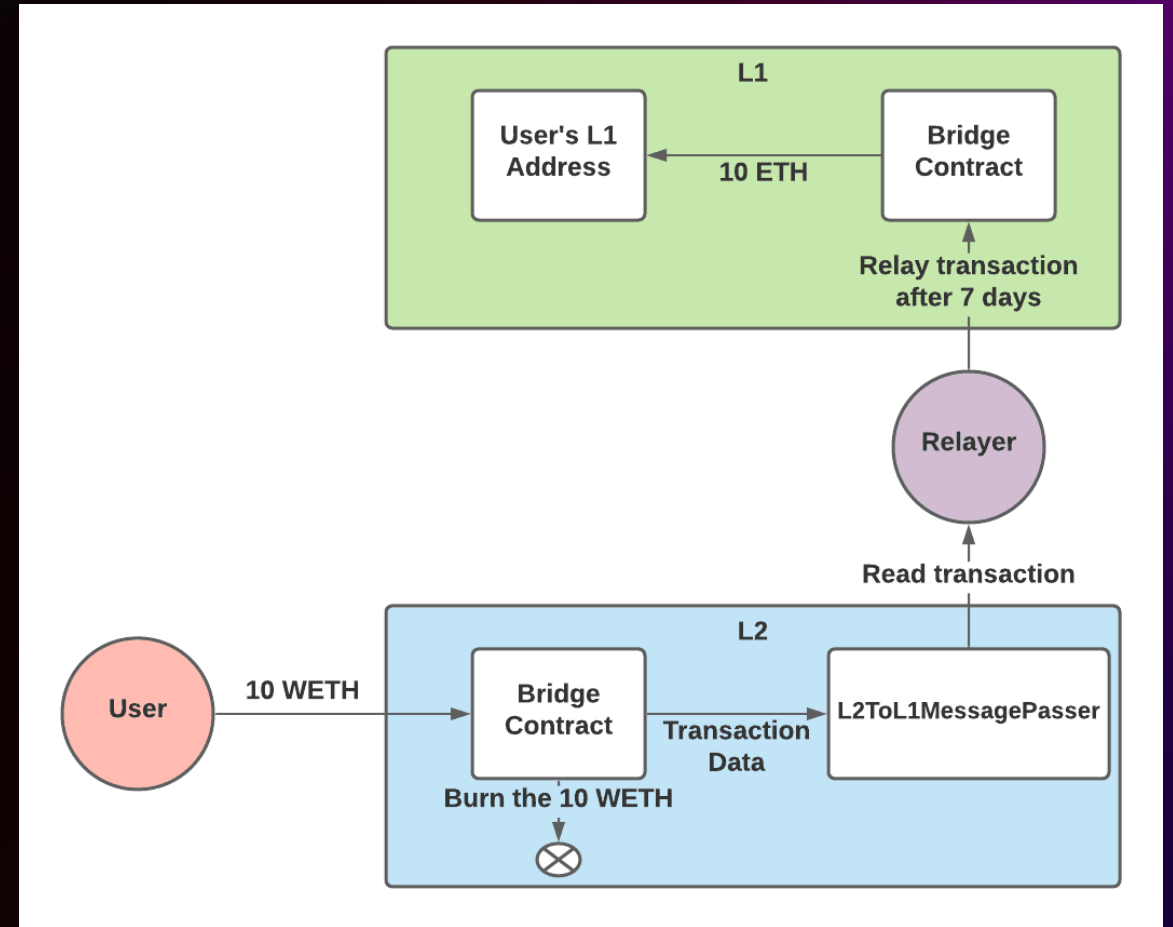 L1
User's L1
Address
10 ETH
Bridge
Contract
Relay transaction
after 7 days
Relayer
Read transaction
L2
User
10 WETH
Bridge
Contract
Transaction
Data
L2ToL1MessagePasser
Burn the 10 WETH